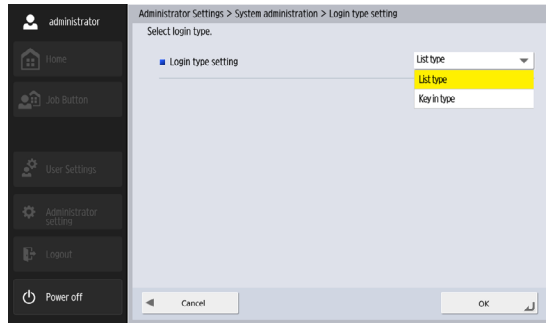 administrator
Home
Job Button
User Settings
Administrator
setting
Logout
Power off
Administrator Settings > System administration > Login type setting
Select login type.
Login type setting
List type
List type
Key in type
Cancel
OK